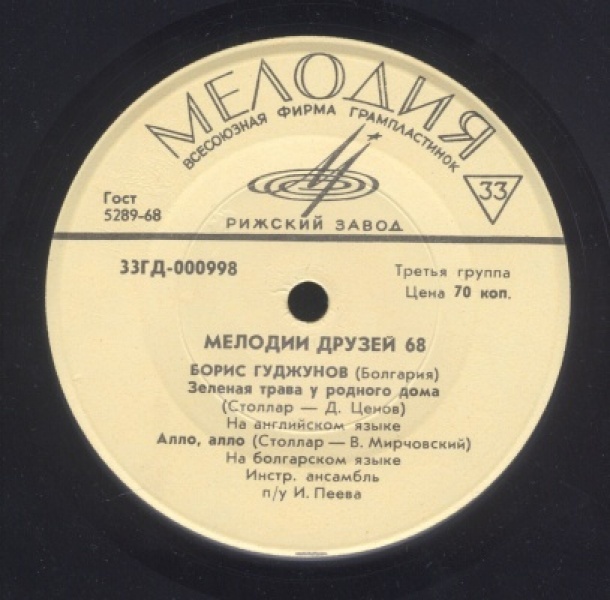 МЕЛОДИЯ
ВСЕСОЮЗНАЯ ФИРМА ГРАМПЛАСТИНОК
33
Гост
5289-68
РИЖСКИЙ ЗАВОД
33ГД-000998
Третья группа
Цена 70 коп.
МЕЛОДИИ ДРУЗЕЙ 68
БОРИС ГУДЖУНОВ (Болгария)
Зеленая трава у родного дома
(Столлар — Д. Ценов)
На английском языке
Алло, алло (Столлар — В. Мирчовский)
На болгарском языке
Инстр. ансамбль
п/у И. Пеева